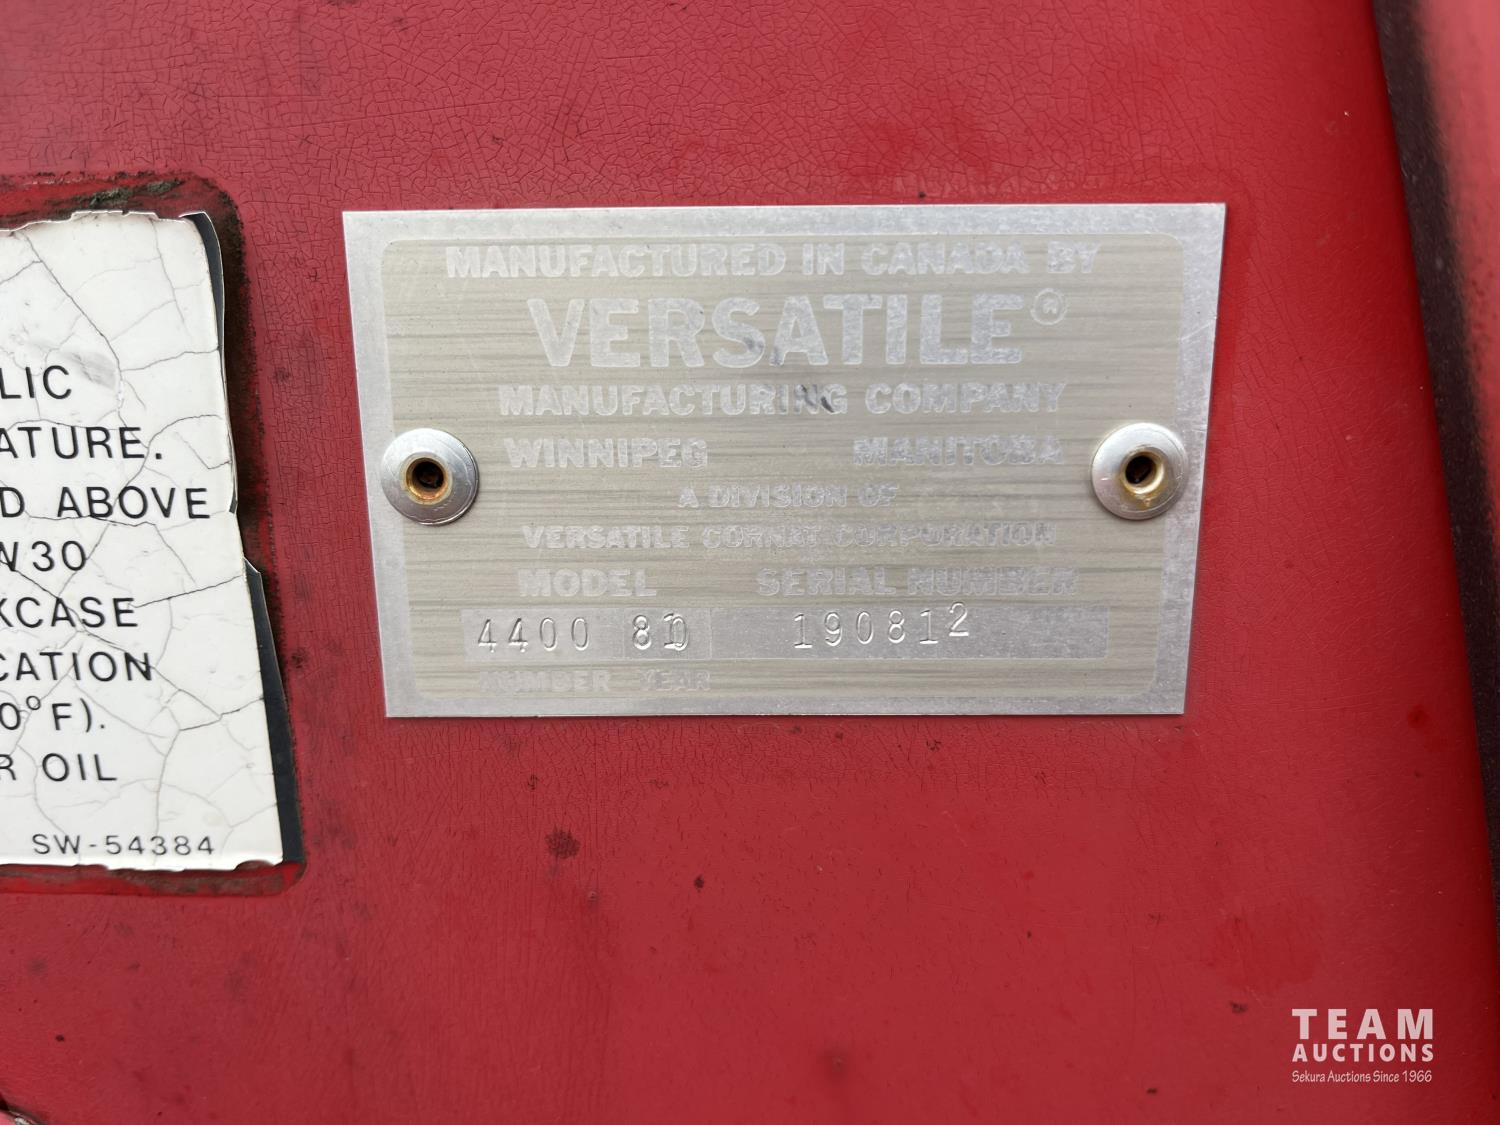 LIC
ATURE.
D ABOVE
W30
KCASE
CATION
0°F).
R OIL
SW-54384
MANUFACTURED IN CANADA BY
VERSATILE®
MANUFACTURING COMPANY
WINNIPEG MANITOBA
A DIVISION OF
VERSATILE CORNAT CORPORATION
MODEL SERIAL NUMBER
4400 190812
NUMBER YEAR
TEAM
AUCTIONS
Sekura Auctions Since 1966